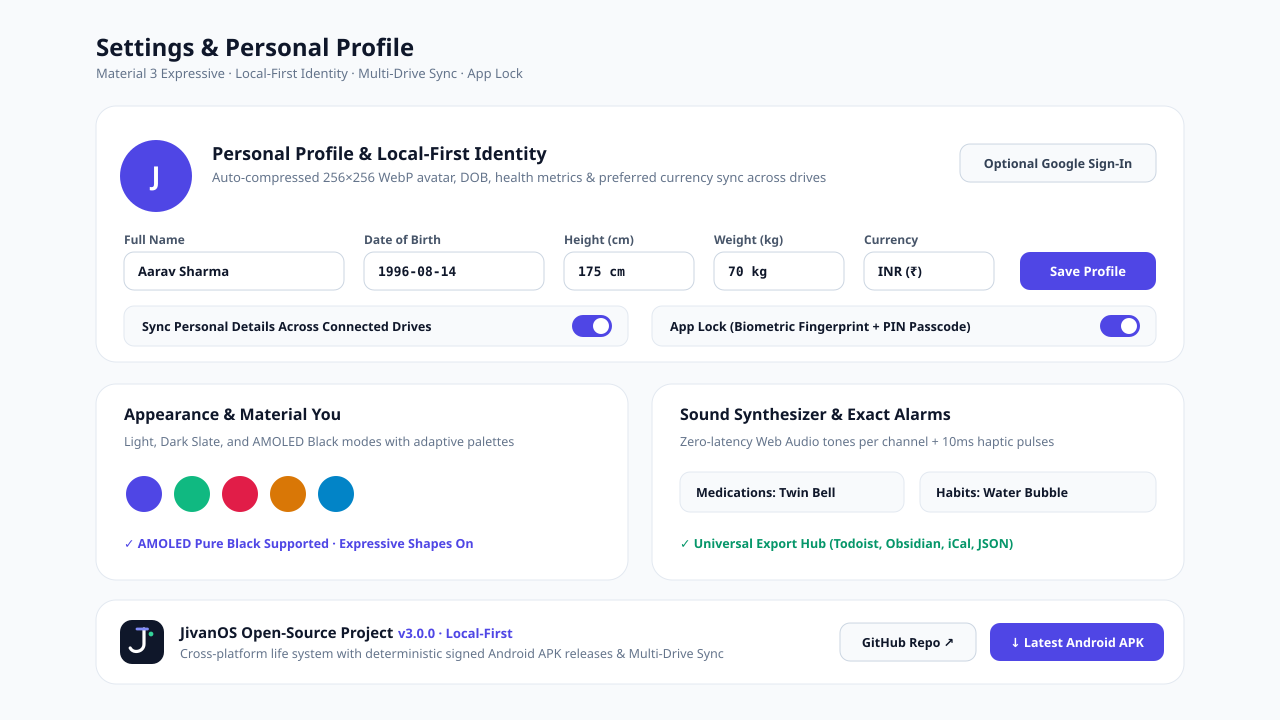 Settings & Personal Profile
Material 3 Expressive · Local-First Identity · Multi-Drive Sync · App Lock
J
Personal Profile & Local-First Identity
Auto-compressed 256×256 WebP avatar, DOB, health metrics & preferred currency sync across drives
Optional Google Sign-In
Full Name
Date of Birth
Height (cm)
Weight (kg)
Currency
Aarav Sharma
1996-08-14
175 cm
70 kg
INR (₹)
Save Profile
Sync Personal Details Across Connected Drives
App Lock (Biometric Fingerprint + PIN Passcode)
Appearance & Material You
Light, Dark Slate, and AMOLED Black modes with adaptive palettes
✓ AMOLED Pure Black Supported · Expressive Shapes On
Sound Synthesizer & Exact Alarms
Zero-latency Web Audio tones per channel + 10ms haptic pulses
Medications: Twin Bell
Habits: Water Bubble
✓ Universal Export Hub (Todoist, Obsidian, iCal, JSON)
J
JivanOS Open-Source Project v3.0.0 · Local-First
Cross-platform life system with deterministic signed Android APK releases & Multi-Drive Sync
GitHub Repo ↗
↓ Latest Android APK